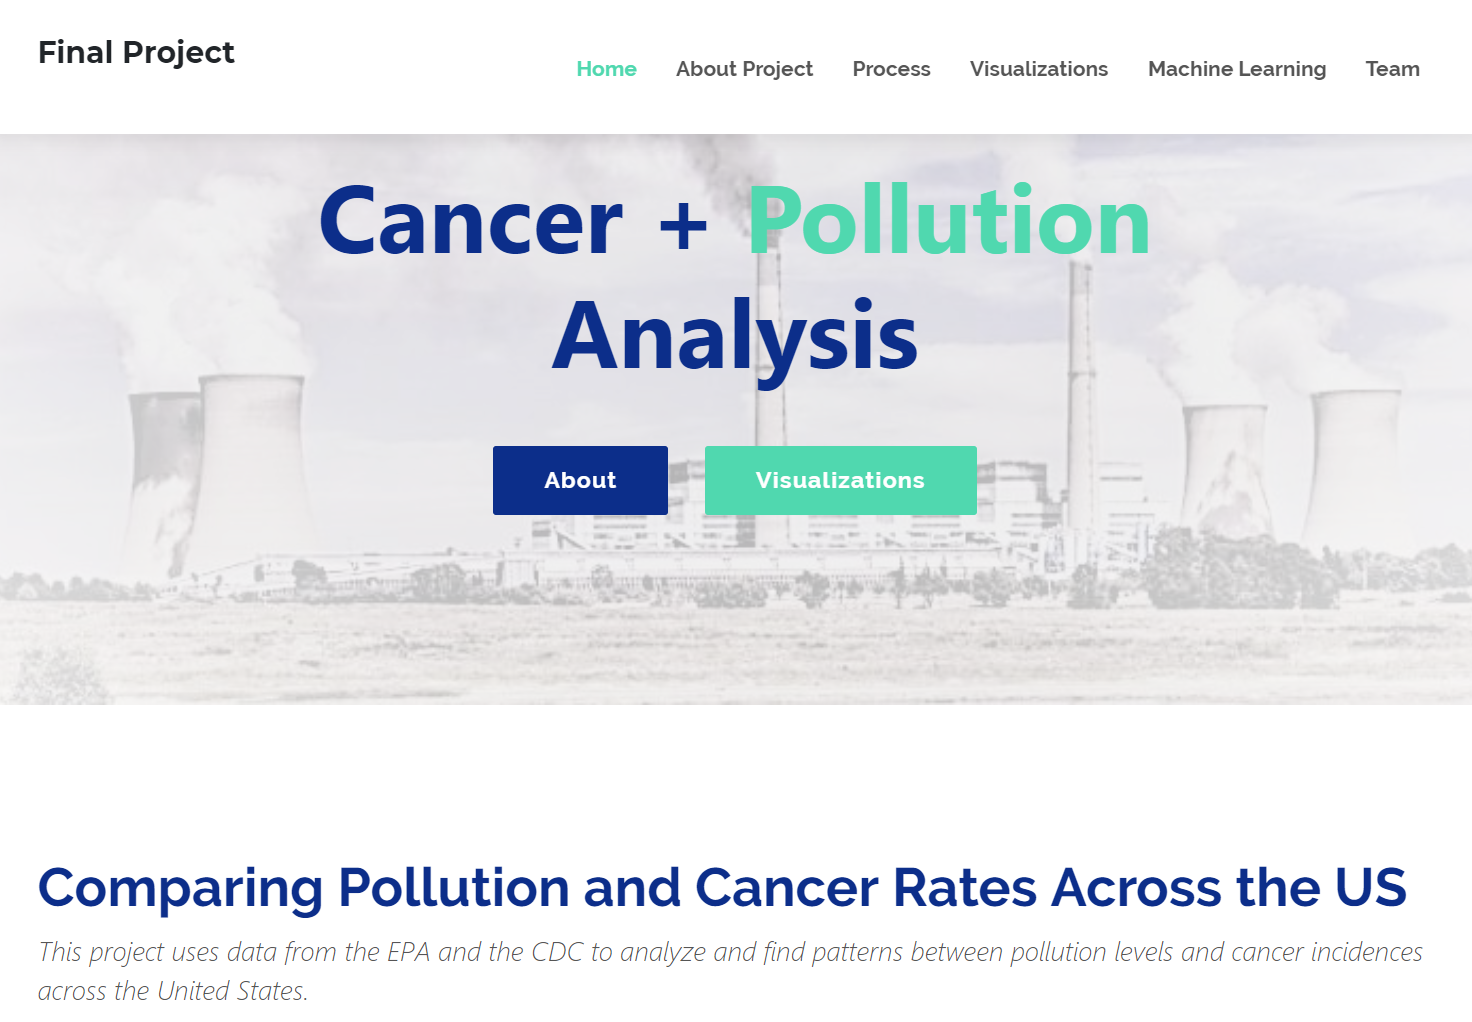 Final Project
Home About Project Process Visualizations Machine Learning Team
Cancer + Pollution
Analysis
About Visualizations
Comparing Pollution and Cancer Rates Across the US
This project uses data from the EPA and the CDC to analyze and find patterns between pollution levels and cancer incidences
across the United States.